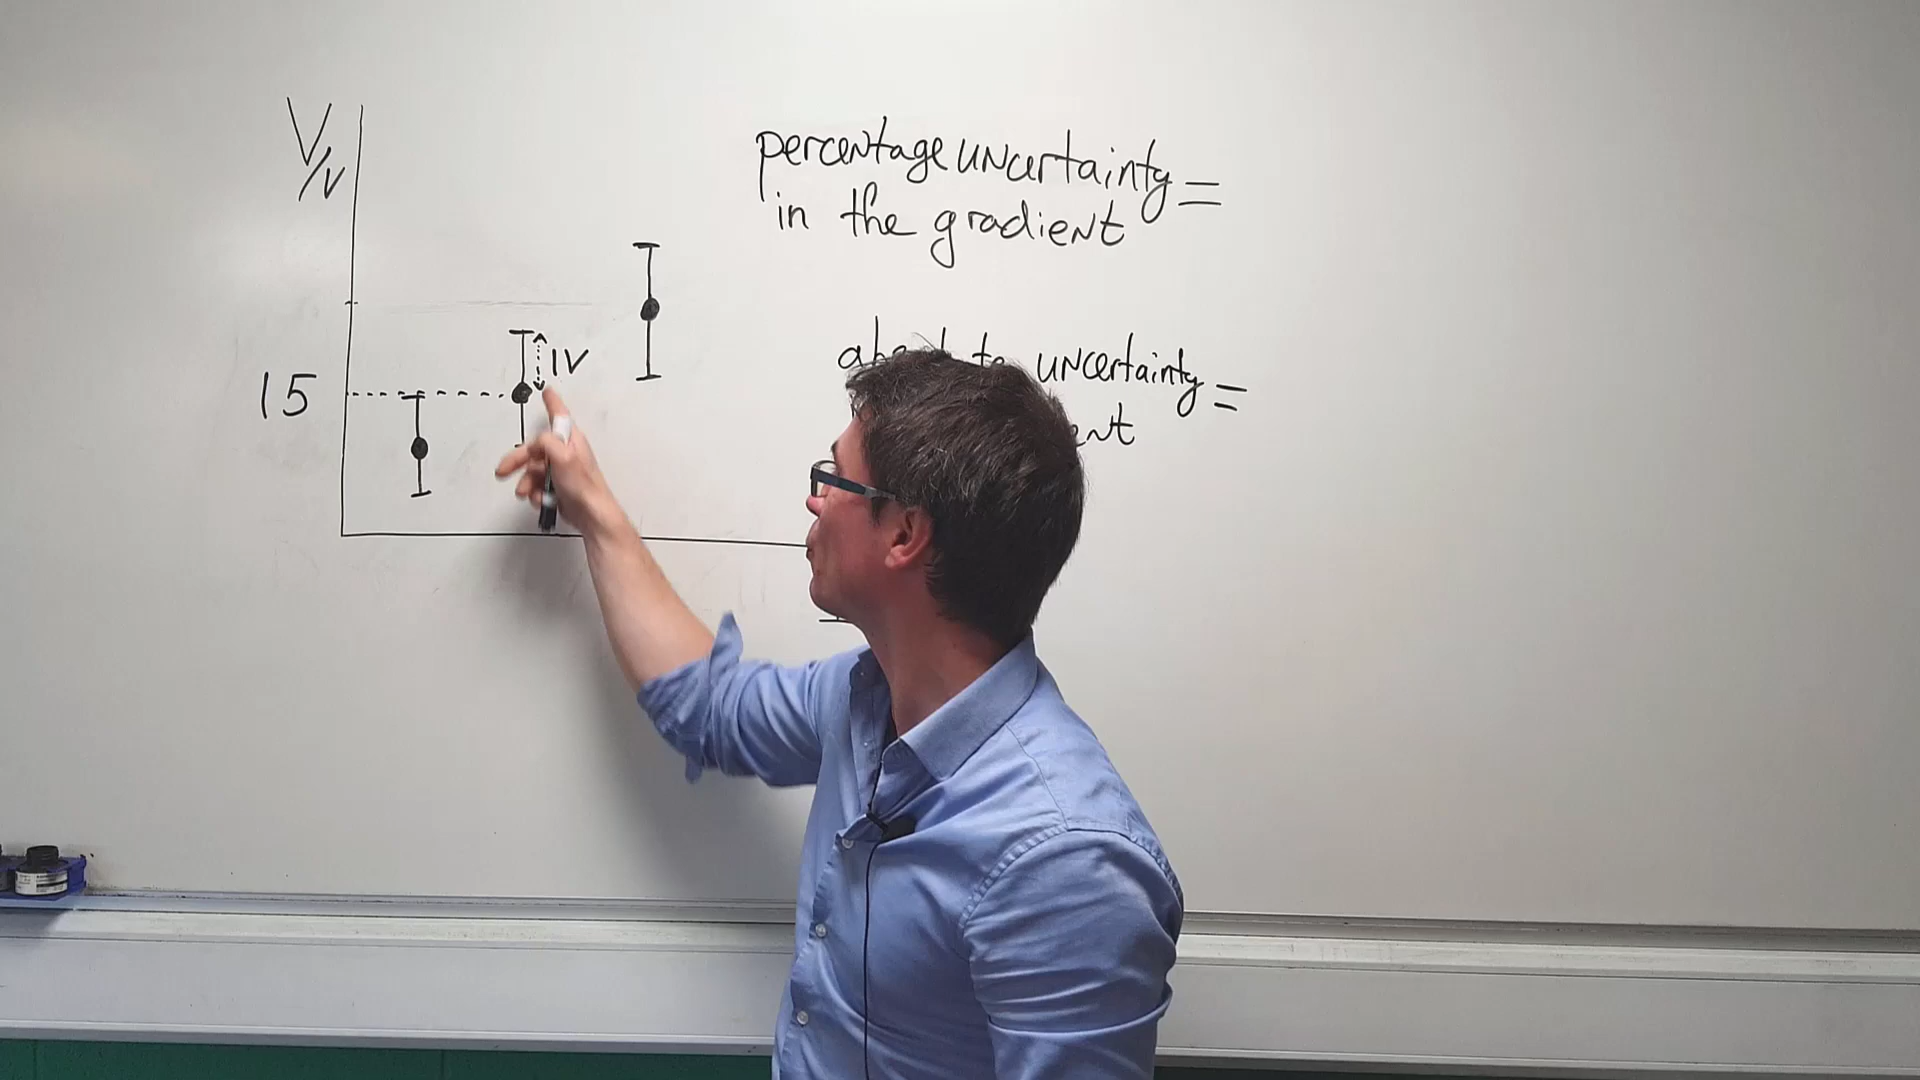 V/V
percentage uncertainty =
in the gradient
1V
15
uncertainty =